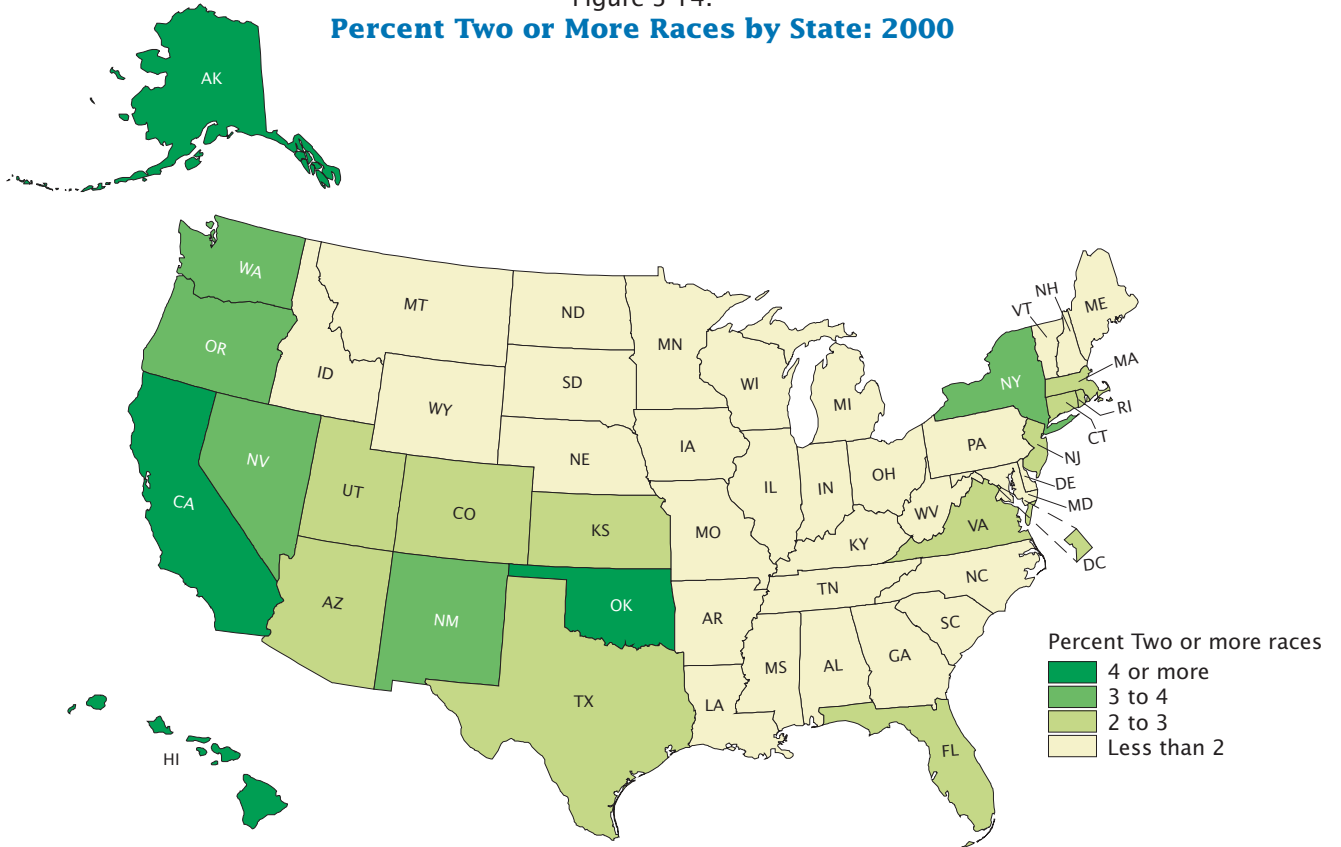 Figure 3-14.
Percent Two or More Races by State: 2000
AK
WA
MT
ND
MN
OR
ID
SD
WI
MI
NY
VT
NH
ME
MA
RI
CT
WY
NE
IA
PA
NJ
NV
UT
CO
KS
IL
IN
OH
DE
MD
CA
MO
WV
KY
VA
DC
AZ
NM
OK
AR
TN
NC
SC
TX
LA
MS
AL
GA
FL
HI
Percent Two or more races
4 or more
3 to 4
2 to 3
Less than 2